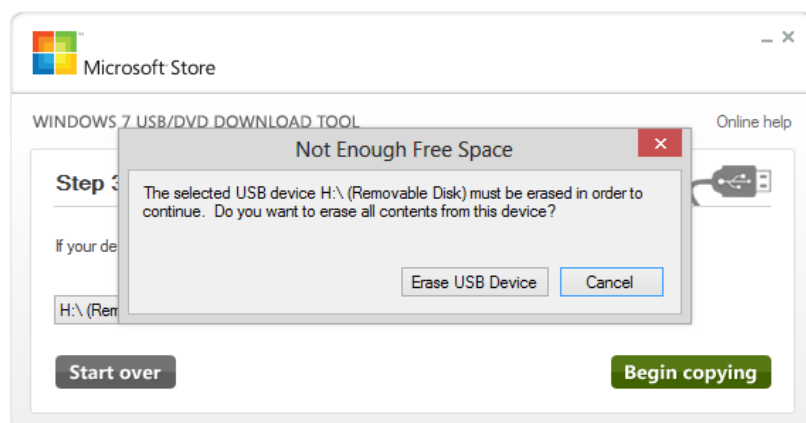 Microsoft Store
WINDOWS 7 USB/DVD DOWNLOAD TOOL
Online help
Not Enough Free Space
Step 3
The selected USB device H:\ (Removable Disk) must be erased in order to
continue. Do you want to erase all contents from this device?
If your de
Erase USB Device
Cancel
H:\ (Rem
Start over
Begin copying